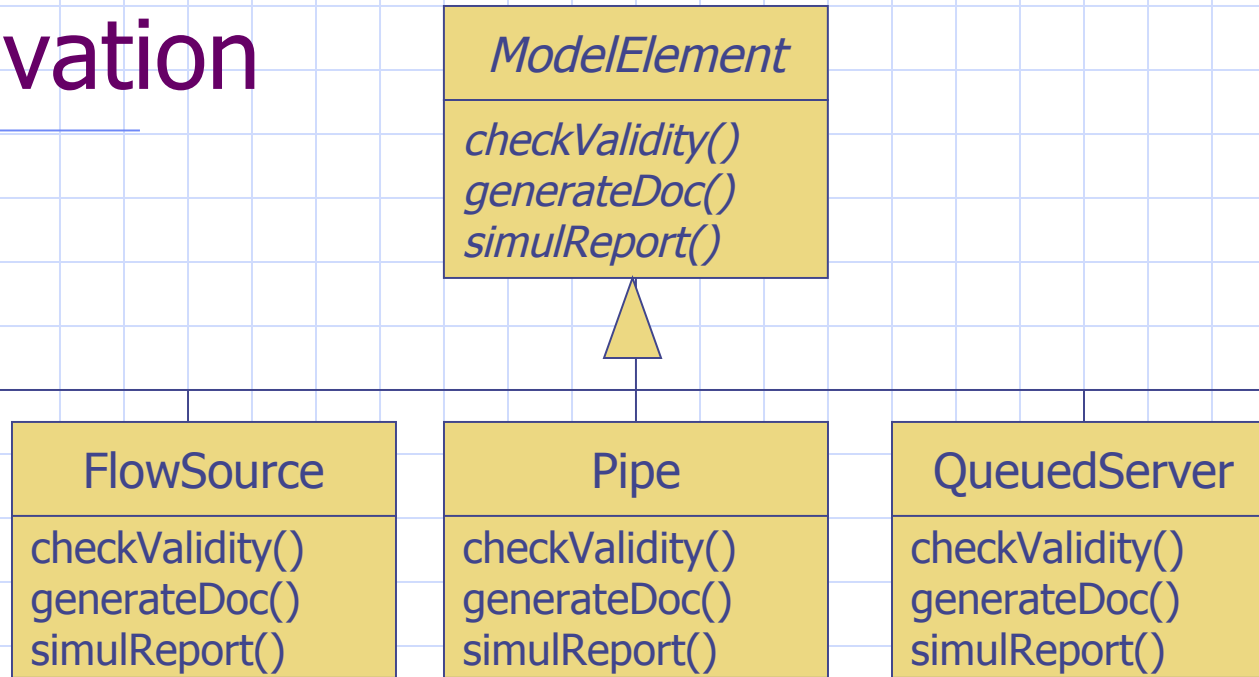 vation
ModelElement
checkValidity()
generateDoc()
simulReport()
FlowSource
checkValidity()
generateDoc()
simulReport()
Pipe
checkValidity()
generateDoc()
simulReport()
QueuedServer
checkValidity()
generateDoc()
simulReport()